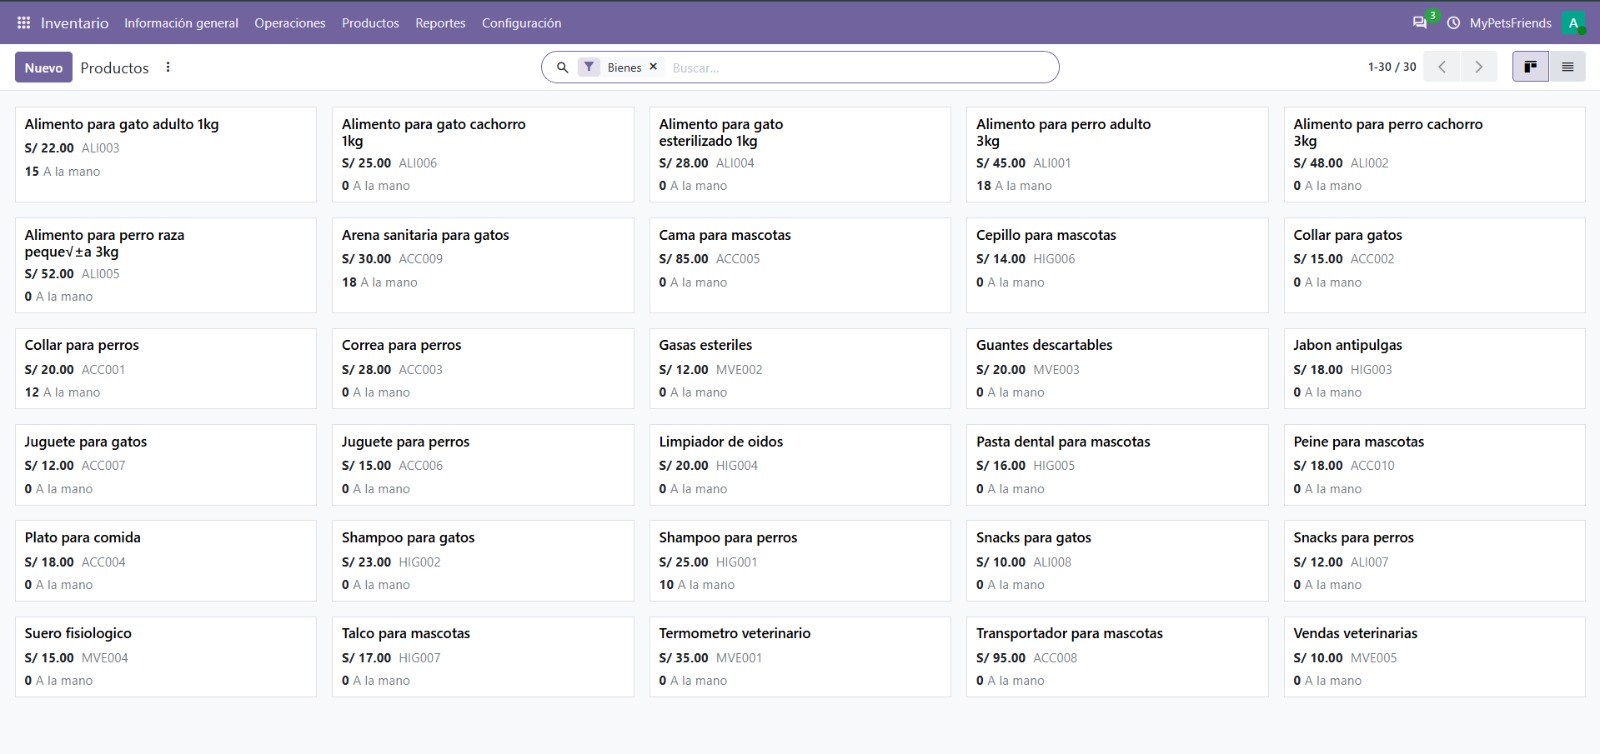 Inventario Información general Operaciones Productos Reportes Configuración 3 MyPetsFriends A
Nuevo Productos Bienes × Buscar... 1-30 / 30
Alimento para gato adulto 1kg
S/ 22.00 ALI003
15 A la mano
Alimento para gato cachorro
1kg
S/ 25.00 ALI006
0 A la mano
Alimento para gato
esterilizado 1kg
S/ 28.00 ALI004
0 A la mano
Alimento para perro adulto
3kg
S/ 45.00 ALI001
18 A la mano
Alimento para perro cachorro
3kg
S/ 48.00 ALI002
0 A la mano
Alimento para perro raza
peque√±a 3kg
S/ 52.00 ALI005
0 A la mano
Arena sanitaria para gatos
S/ 30.00 ACC009
18 A la mano
Cama para mascotas
S/ 85.00 ACC005
0 A la mano
Cepillo para mascotas
S/ 14.00 HIG006
0 A la mano
Collar para gatos
S/ 15.00 ACC002
0 A la mano
Collar para perros
S/ 20.00 ACC001
12 A la mano
Correa para perros
S/ 28.00 ACC003
0 A la mano
Gasas esteriles
S/ 12.00 MVE002
0 A la mano
Guantes descartables
S/ 20.00 MVE003
0 A la mano
Jabon antipulgas
S/ 18.00 HIG003
0 A la mano
Juguete para gatos
S/ 12.00 ACC007
0 A la mano
Juguete para perros
S/ 15.00 ACC006
0 A la mano
Limpiador de oidos
S/ 20.00 HIG004
0 A la mano
Pasta dental para mascotas
S/ 16.00 HIG005
0 A la mano
Peine para mascotas
S/ 18.00 ACC010
0 A la mano
Plato para comida
S/ 18.00 ACC004
0 A la mano
Shampoo para gatos
S/ 23.00 HIG002
0 A la mano
Shampoo para perros
S/ 25.00 HIG001
10 A la mano
Snacks para gatos
S/ 10.00 ALI008
0 A la mano
Snacks para perros
S/ 12.00 ALI007
0 A la mano
Suero fisiologico
S/ 15.00 MVE004
0 A la mano
Talco para mascotas
S/ 17.00 HIG007
0 A la mano
Termometro veterinario
S/ 35.00 MVE001
0 A la mano
Transportador para mascotas
S/ 95.00 ACC008
0 A la mano
Vendas veterinarias
S/ 10.00 MVE005
0 A la mano